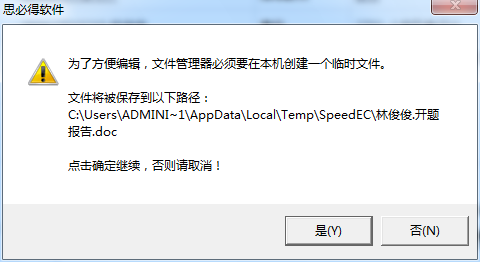 思必得软件
为了方便编辑，文件管理器必须要在本机创建一个临时文件。
文件将被保存到以下路径：
C:\Users\ADMINI~1\AppData\Local\Temp\SpeedEC\林俊俊.开题
报告.doc
点击确定继续，否则请取消！
是(Y)
否(N)